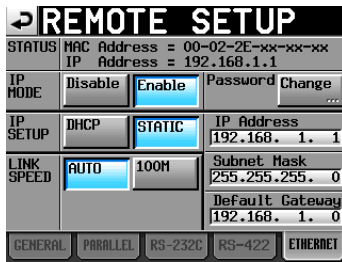 REMOTE SETUP
STATUS MAC Address = 00-02-2E-xx-xx-xx
IP Address = 192.168.1.1
IP MODE Disable Enable Password Change ...
IP SETUP DHCP STATIC IP Address
192.168. 1. 1
LINK SPEED AUTO 100M Subnet Mask
255.255.255. 0
Default Gateway
192.168. 1. 0
GENERAL PARALLEL RS-232C RS-422 ETHERNET